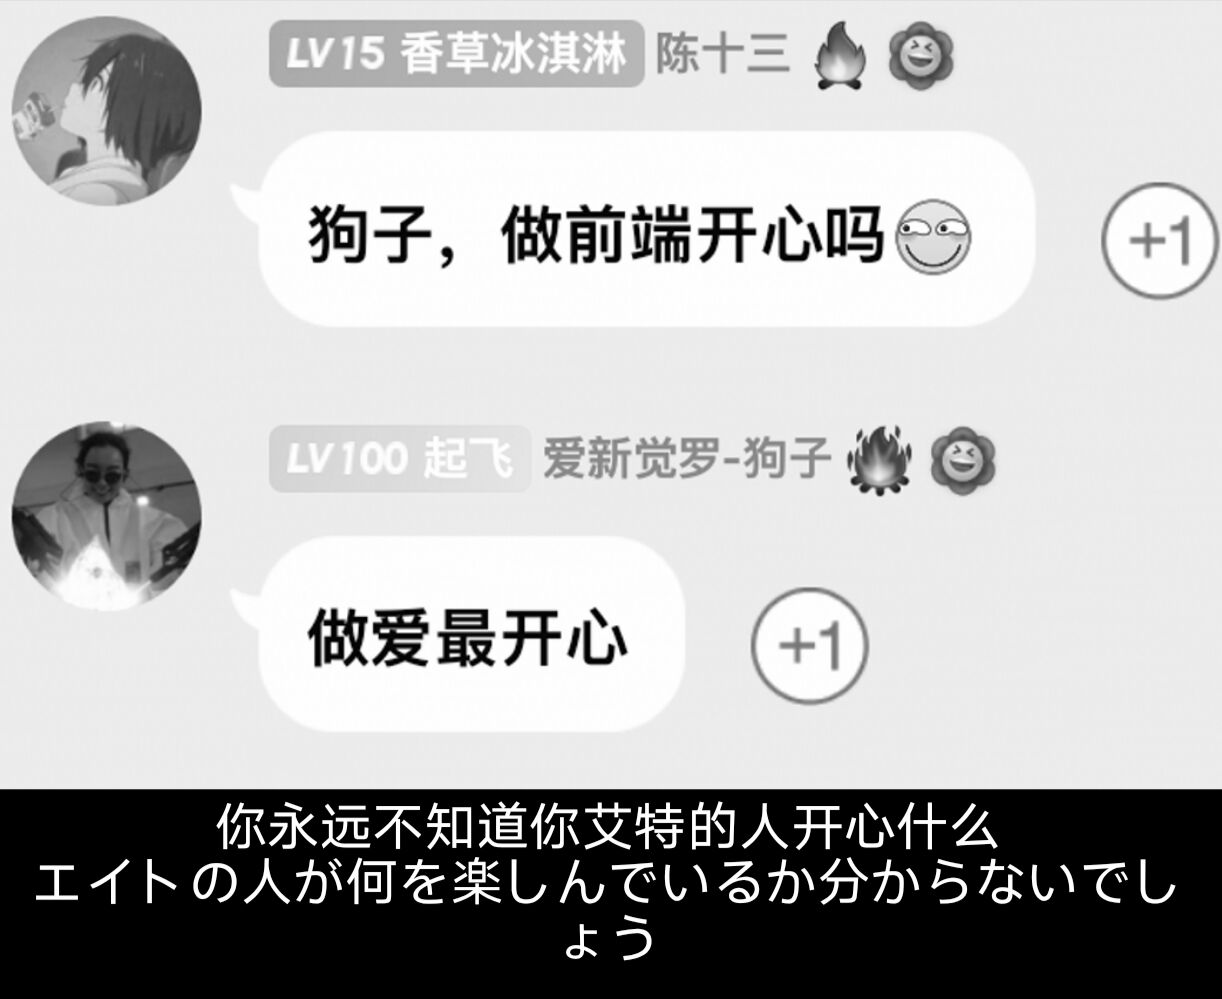 LV15 香草冰淇淋 陈十三
狗子，做前端开心吗
+1
LV100 起飞 爱新觉罗-狗子
做爱最开心
+1
你永远不知道你艾特的人开心什么
エイトの人が何を楽しんでいるか分からないでし
ょう